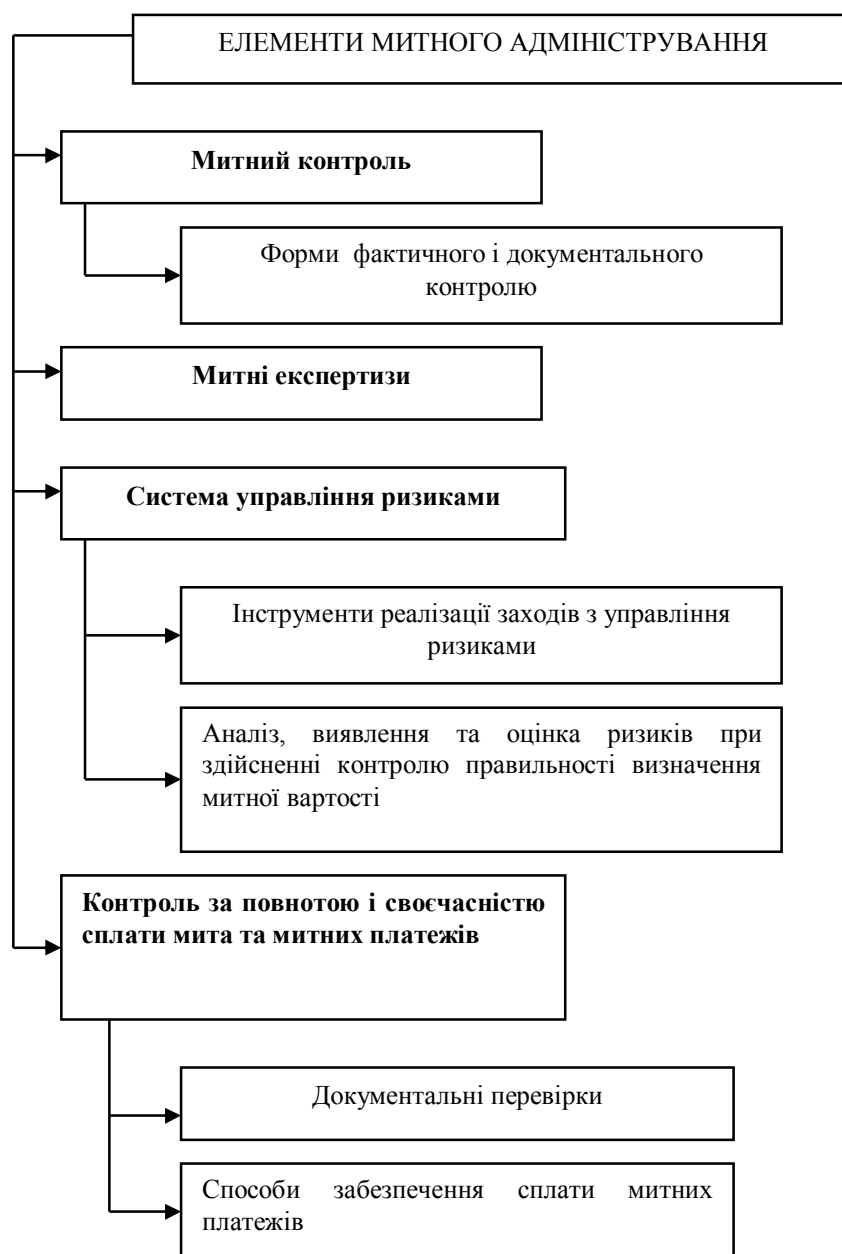 ЕЛЕМЕНТИ МИТНОГО АДМІНІСТРУВАННЯ
Митний контроль
Форми фактичного і документального
контролю
Митні експертизи
Система управління ризиками
Інструменти реалізації заходів з управління
ризиками
Аналіз, виявлення та оцінка ризиків при
здійсненні контролю правильності визначення
митної вартості
Контроль за повнотою і своєчасністю
сплати мита та митних платежів
Документальні перевірки
Способи забезпечення сплати митних
платежів